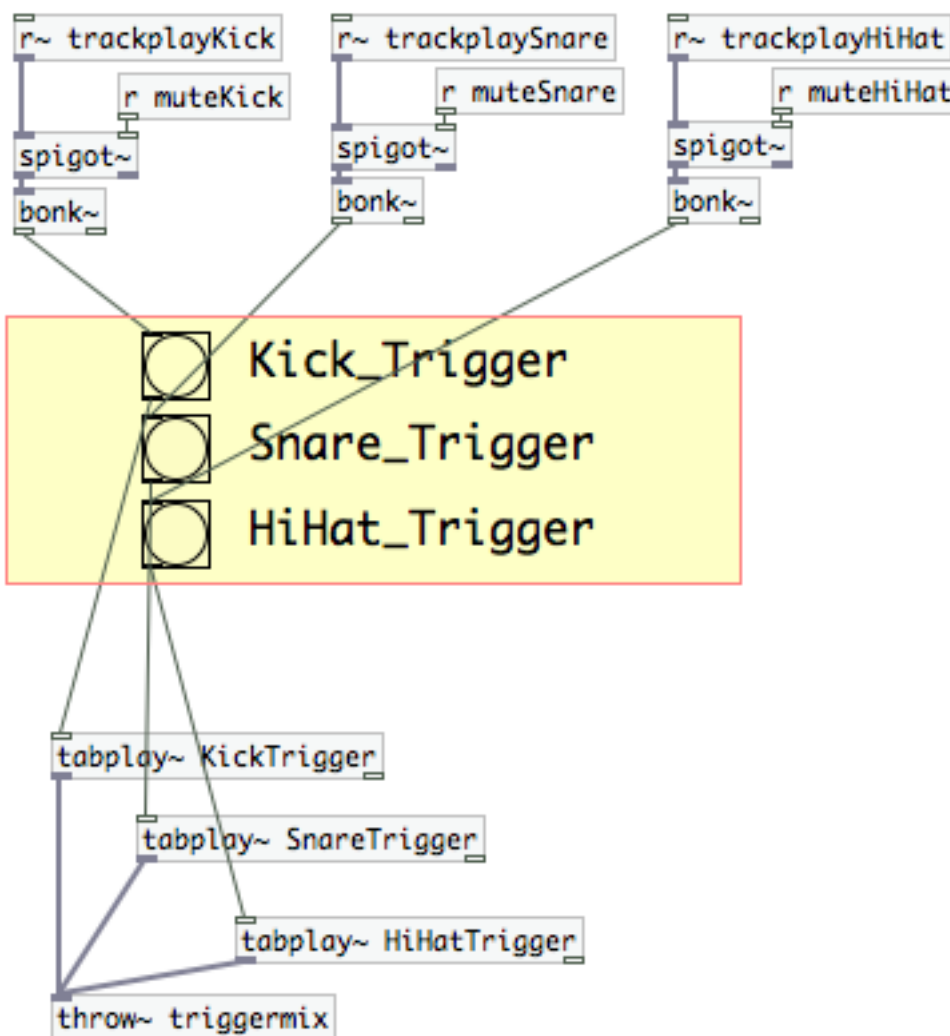 r~ trackplayKick
r~ trackplaySnare
r~ trackplayHiHat
r muteKick
r muteSnare
r muteHiHat
spigot~
spigot~
spigot~
bonk~
bonk~
bonk~
Kick_Trigger
Snare_Trigger
HiHat_Trigger
tabplay~ KickTrigger
tabplay~ SnareTrigger
tabplay~ HiHatTrigger
throw~ triggermix